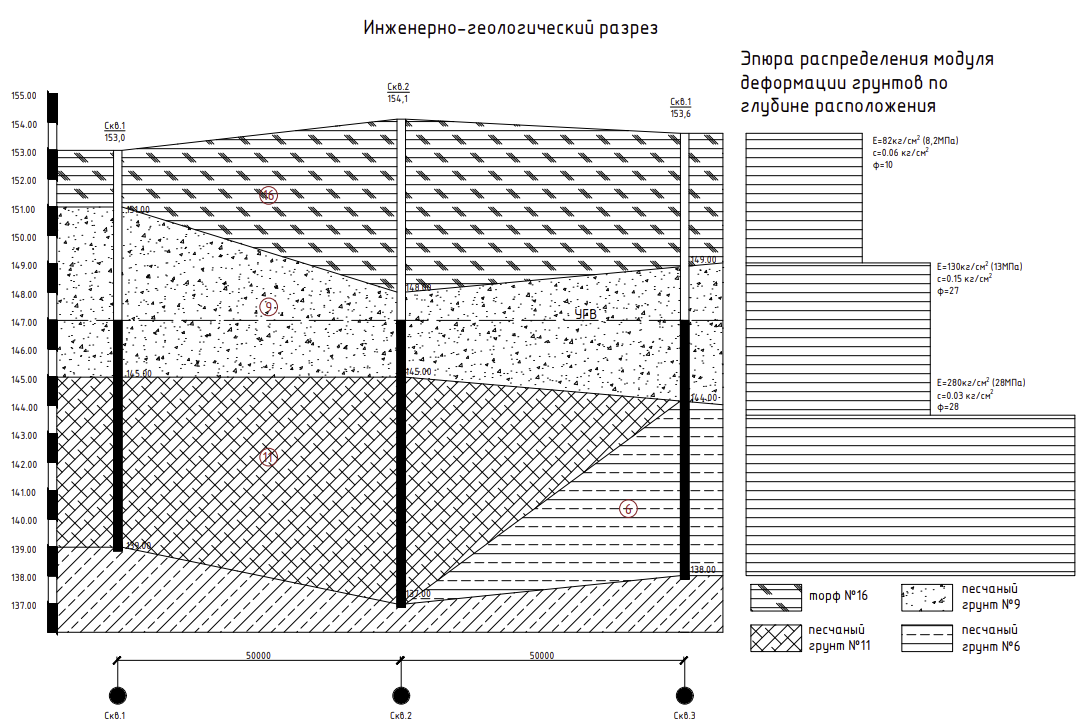 Инженерно-геологический разрез
Эпюра распределения модуля
деформации грунтов по
глубине расположения
155.00
154.00
153.00
152.00
151.00
150.00
149.00
148.00
147.00
146.00
145.00
144.00
143.00
142.00
141.00
140.00
139.00
138.00
137.00
Скв.1
153,0
Скв.2
154,1
Скв.1
153,6
16
151.00
149.00
148.00
9
УГВ
145.00
145.00
144.00
11
6
139.00
138.00
137.00
E=82кг/см² (8,2МПа)
c=0.06 кг/см²
φ=10
E=130кг/см² (13МПа)
c=0.15 кг/см²
φ=27
E=280кг/см² (28МПа)
c=0.03 кг/см²
φ=28
торф №16
песчаный
грунт №9
песчаный
грунт №11
песчаный
грунт №6
50000
50000
Скв.1
Скв.2
Скв.3